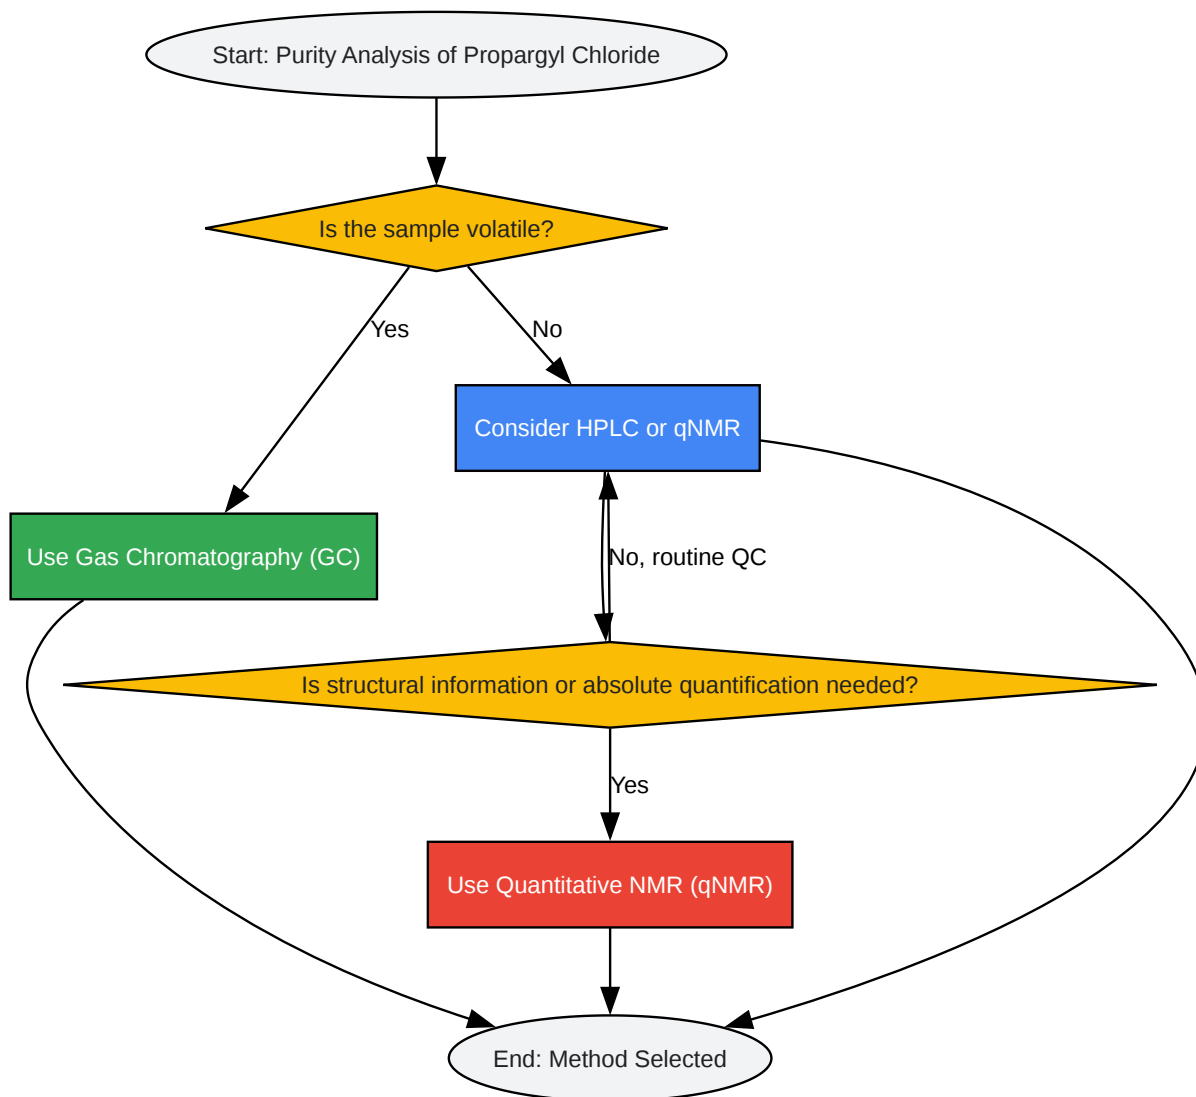 Start: Purity Analysis of Propargyl Chloride
Is the sample volatile?
Yes
No
Consider HPLC or qNMR
Use Gas Chromatography (GC)
No, routine QC
Is structural information or absolute quantification needed?
Yes
Use Quantitative NMR (qNMR)
End: Method Selected